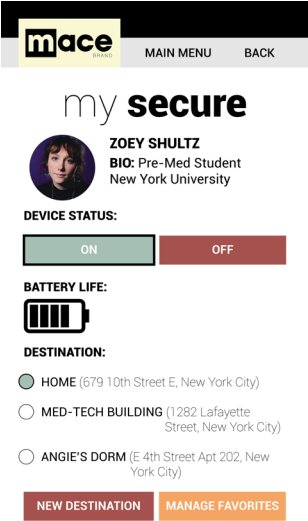 mace
BRAND
MAIN MENU
BACK
my secure
ZOEY SHULTZ
BIO: Pre-Med Student
New York University
DEVICE STATUS:
ON
OFF
BATTERY LIFE:
DESTINATION:
HOME (679 10th Street E, New York City)
MED-TECH BUILDING (1282 Lafayette
Street, New York City)
ANGIE'S DORM (E 4th Street Apt 202, New
York City)
NEW DESTINATION
MANAGE FAVORITES